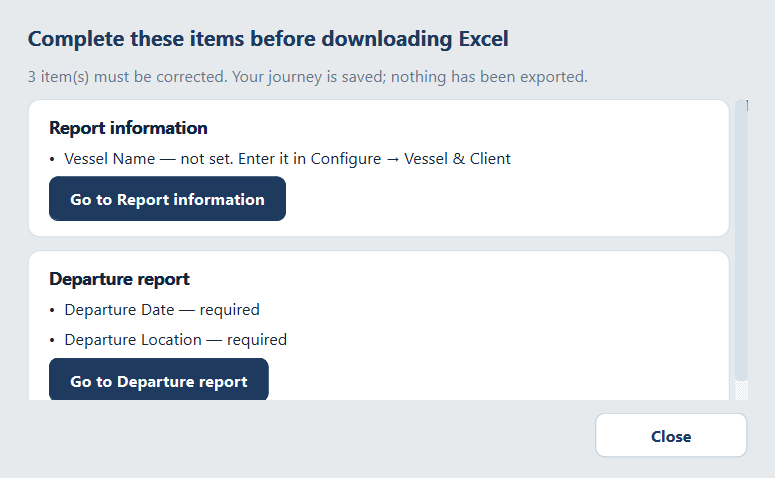 Complete these items before downloading Excel
3 item(s) must be corrected. Your journey is saved; nothing has been exported.
Report information
• Vessel Name — not set. Enter it in Configure → Vessel & Client
Go to Report information
Departure report
• Departure Date — required
• Departure Location — required
Go to Departure report
Close